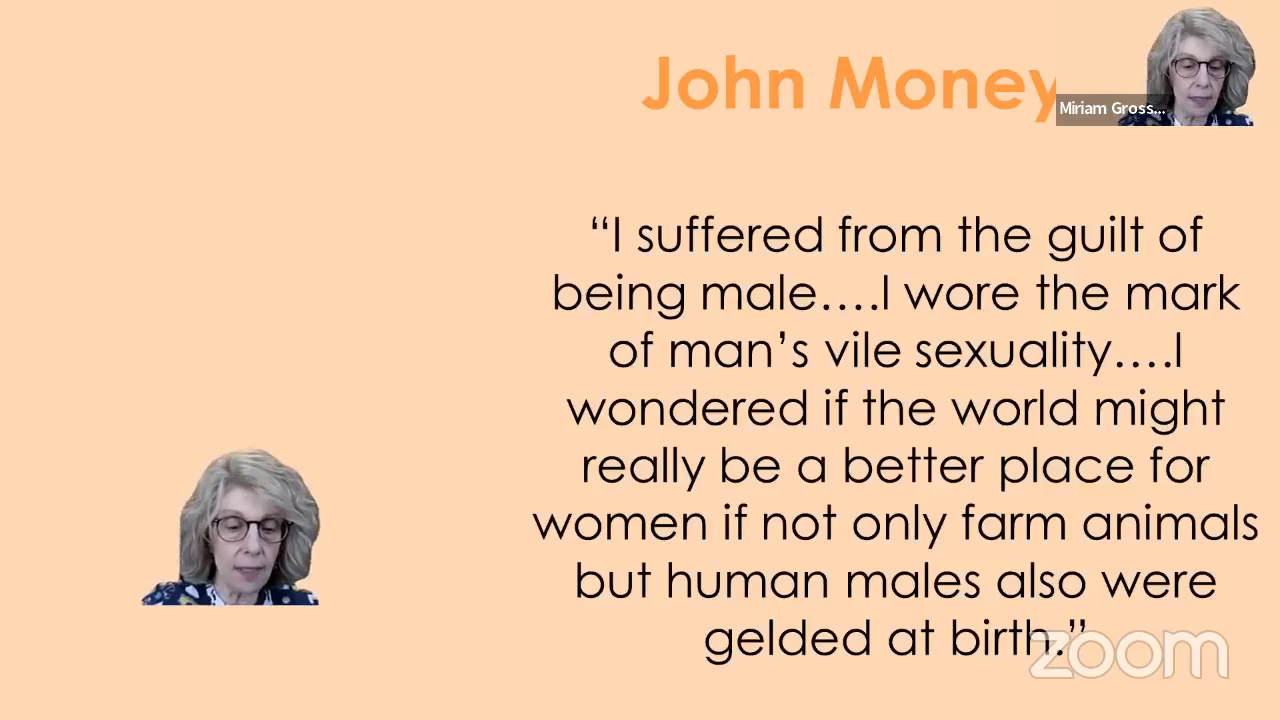 John Money
Miriam Gross...
“I suffered from the guilt of
being male….I wore the mark
of man’s vile sexuality….I
wondered if the world might
really be a better place for
women if not only farm animals
but human males also were
gelded at birth.”
zoom